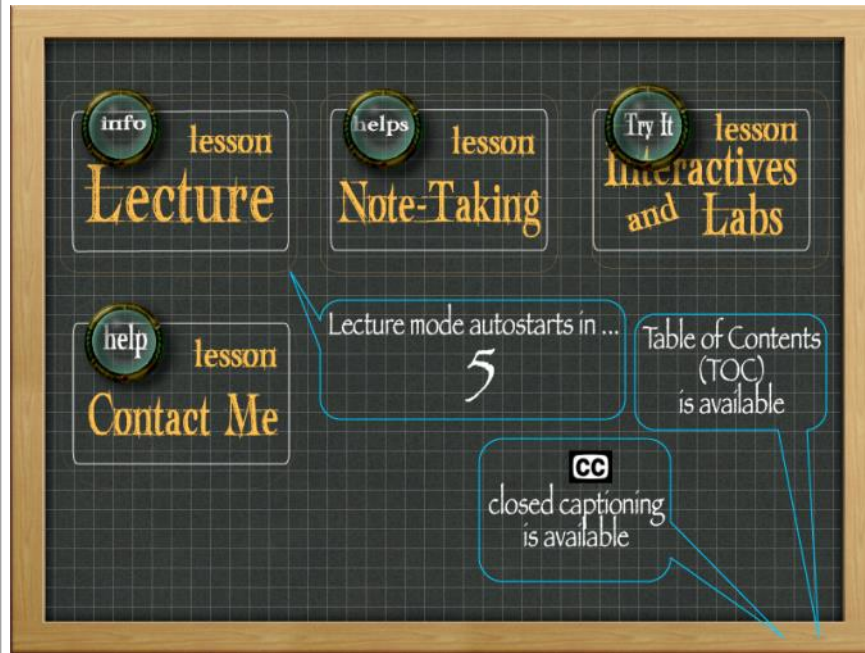 info
lesson
Lecture
helps
lesson
Note-Taking
Try It
lesson
Interactives
and Labs
help
lesson
Contact Me
Lecture mode autostarts in ...
5
Table of Contents
(TOC)
is available
CC
closed captioning
is available